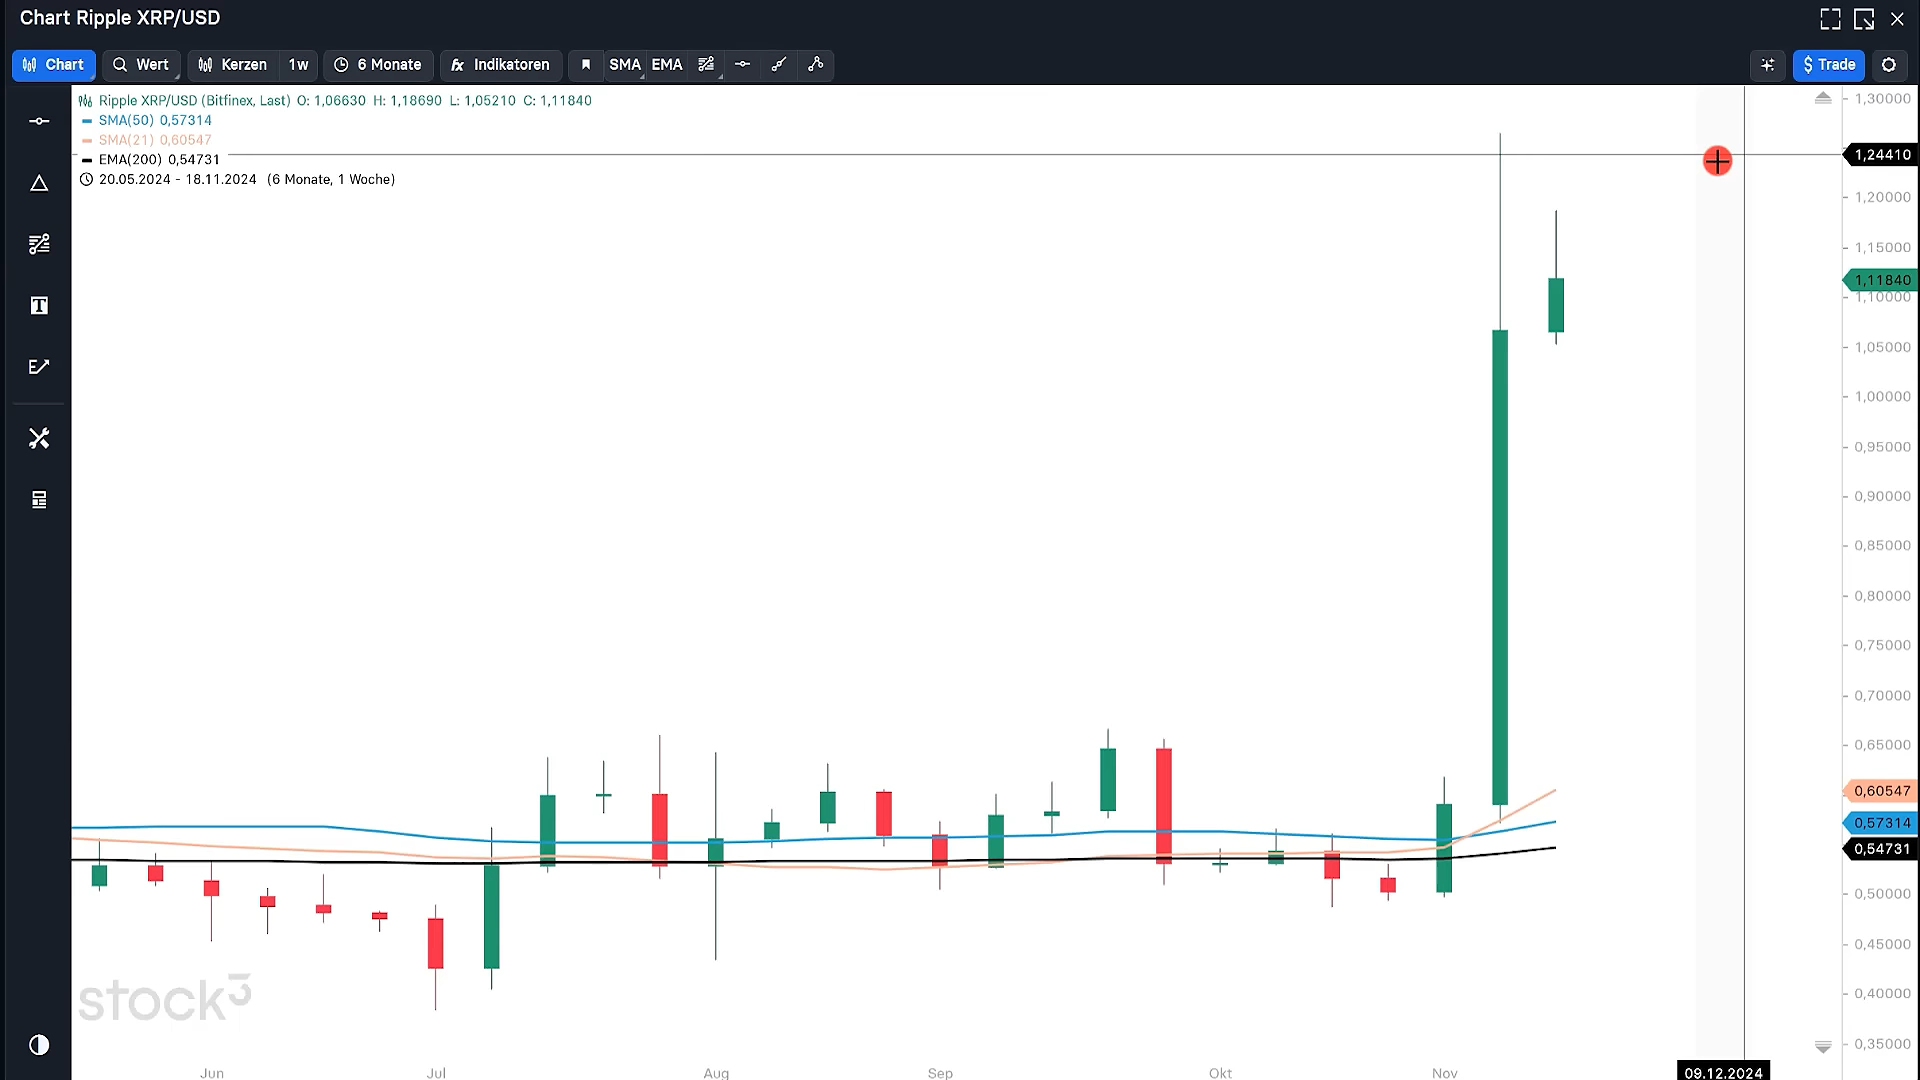 Chart Ripple XRP/USD
Chart Wert Kerzen 1w 6 Monate fx Indikatoren SMA EMA $ Trade
Ripple XRP/USD (Bitfinex, Last) O: 1,06630 H: 1,18690 L: 1,05210 C: 1,11840
SMA(50) 0,57314
SMA(21) 0,60547
EMA(200) 0,54731
20.05.2024 - 18.11.2024 (6 Monate, 1 Woche)
1,30000
1,24410
1,20000
1,15000
1,11840
1,10000
1,05000
1,00000
0,95000
0,90000
0,85000
0,80000
0,75000
0,70000
0,65000
0,60547
0,57314
0,54731
0,50000
0,45000
0,40000
0,35000
stock3
Jun Jul Aug Sep Okt Nov 09.12.2024